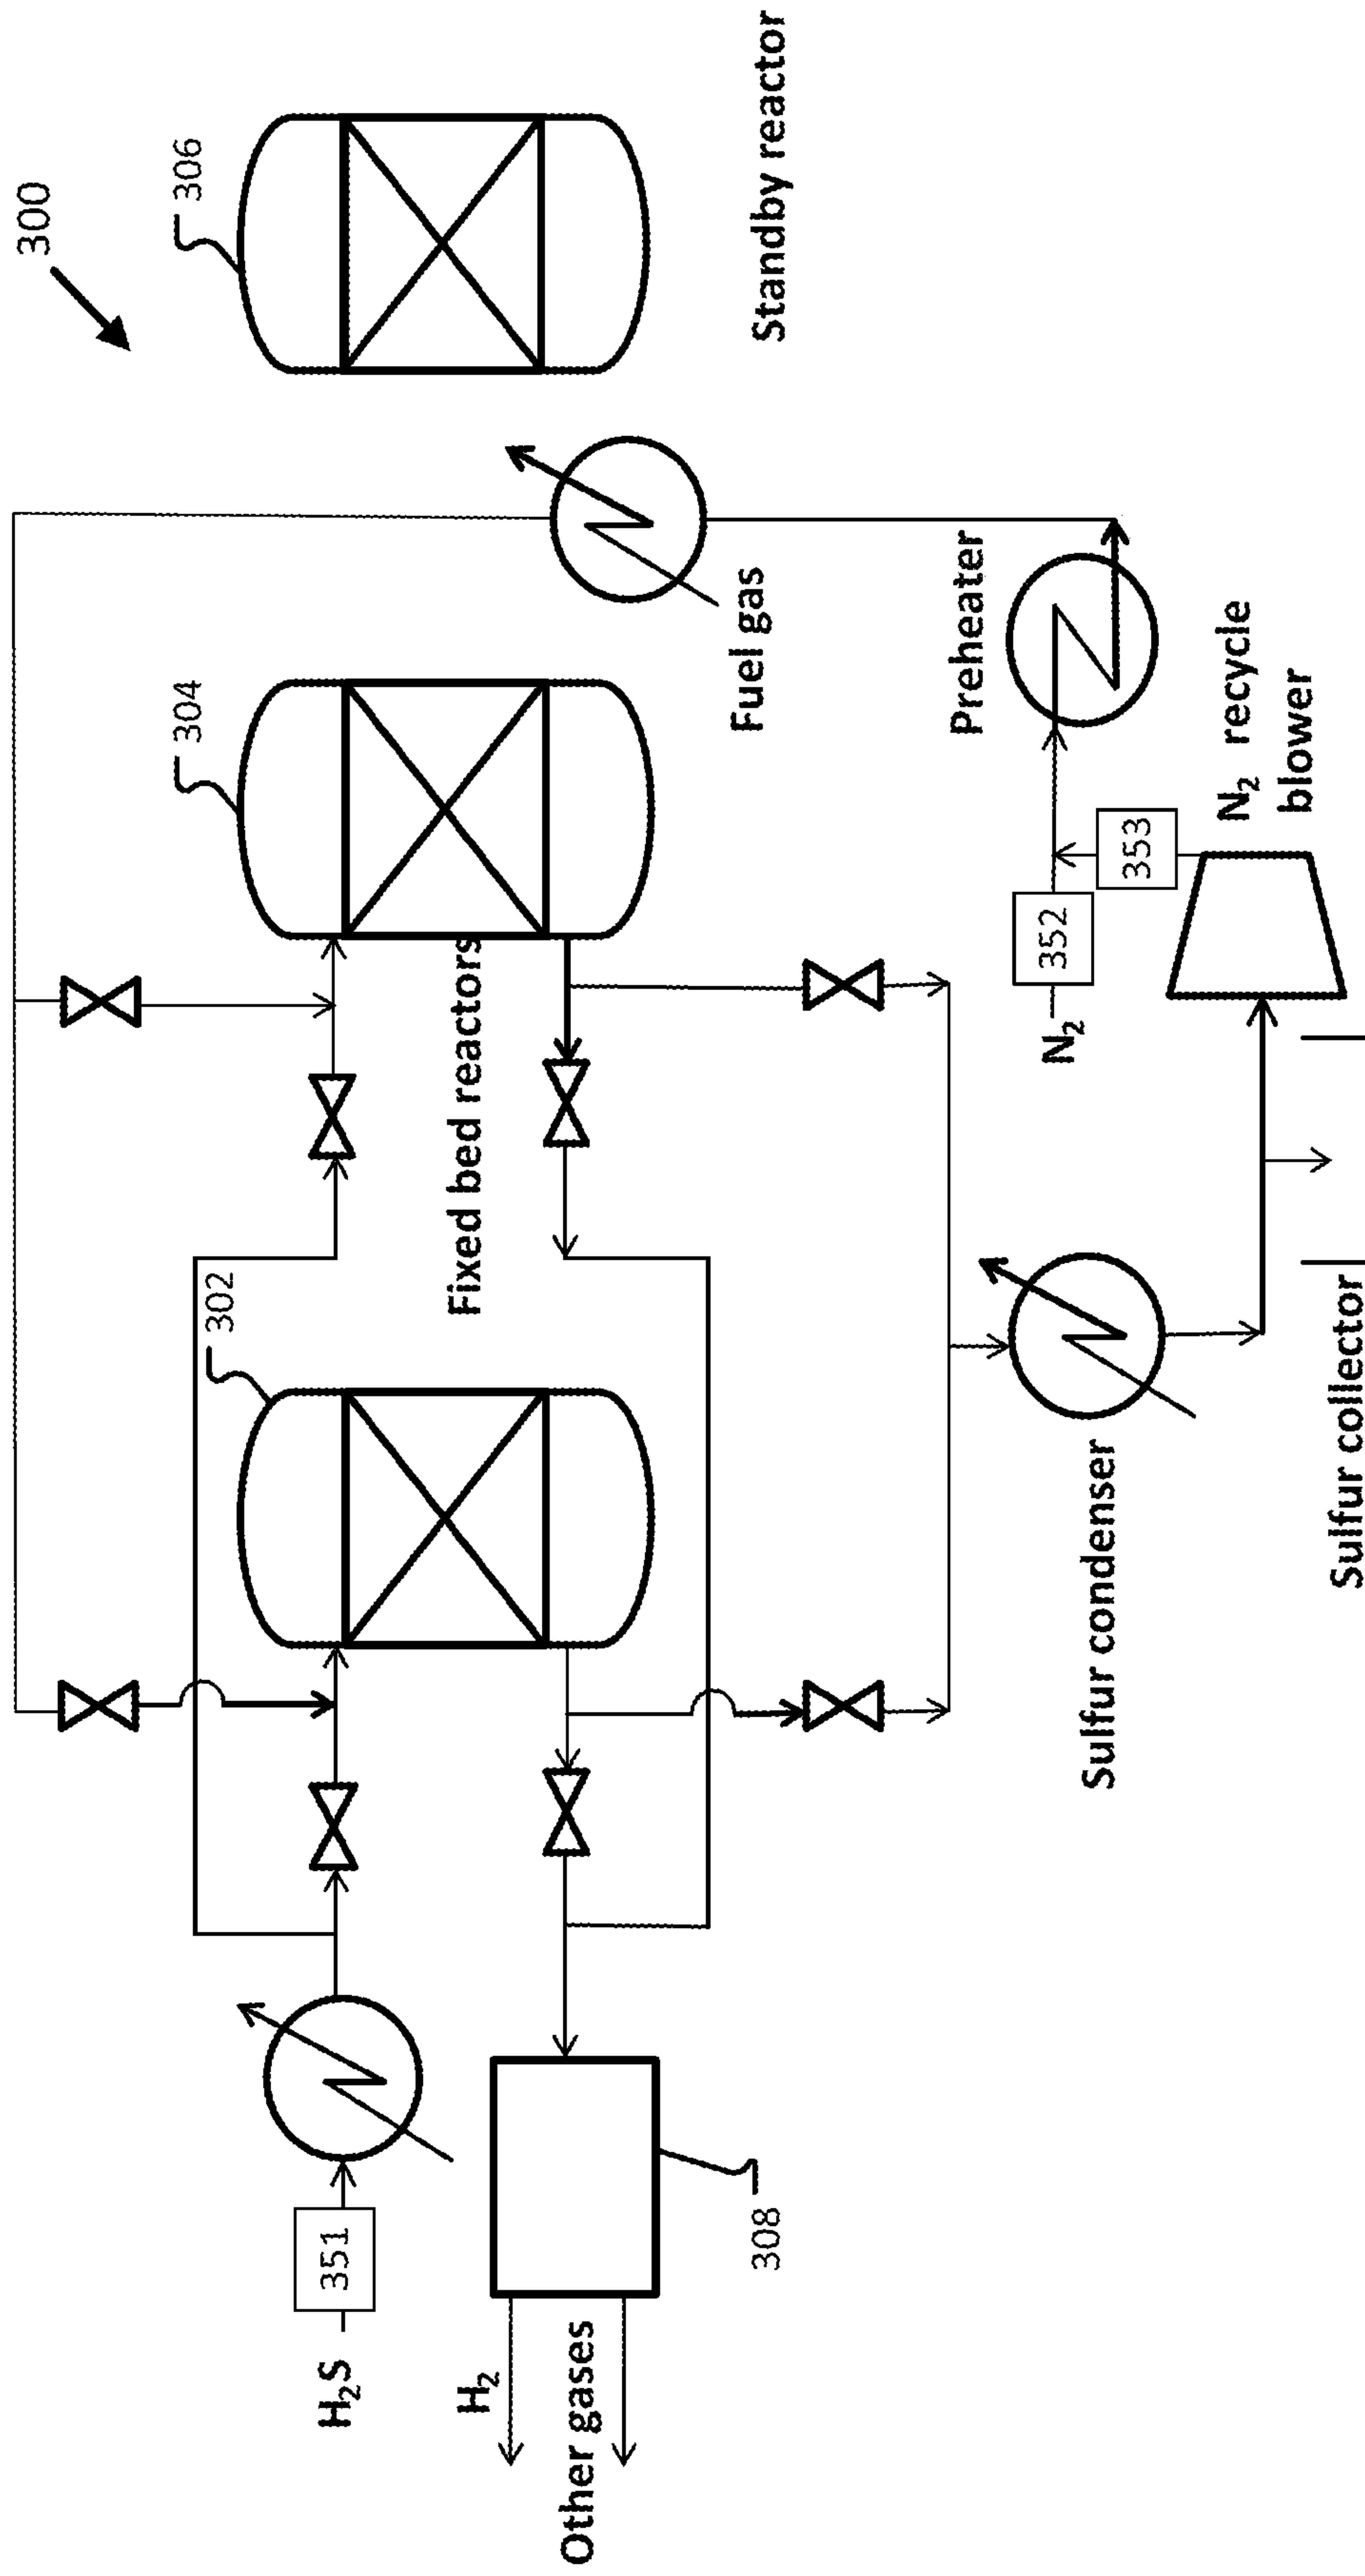 300
306
304
302
Standby reactor
Fixed bed reactors
Fuel gas
Preheater
N₂ recycle
blower
353
352
N₂
Sulfur condenser
Sulfur collector
351
H₂S
H₂
Other gases
308